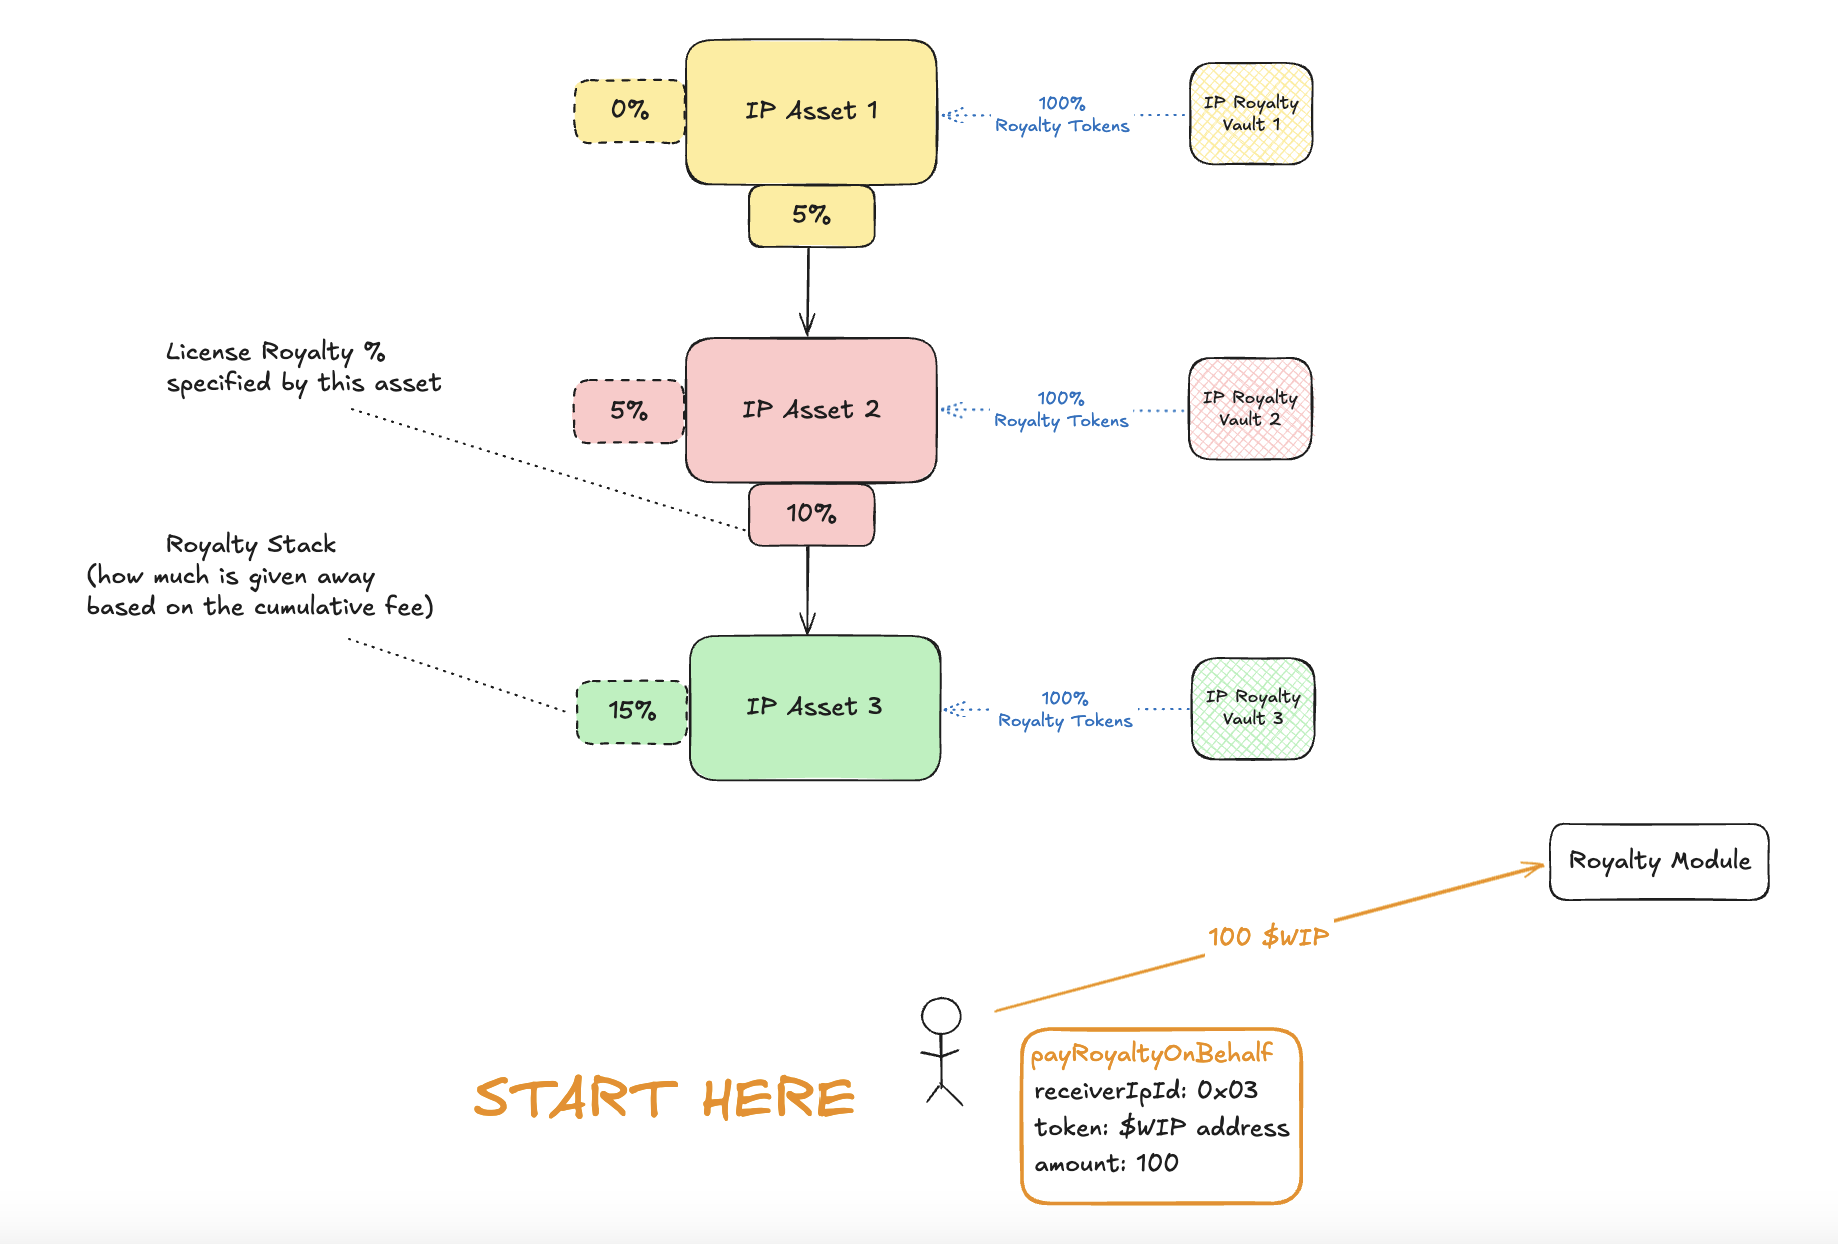 0%
IP Asset 1
100%
Royalty Tokens
IP Royalty
Vault 1
5%
License Royalty %
specified by this asset
5%
IP Asset 2
100%
Royalty Tokens
IP Royalty
Vault 2
10%
Royalty Stack
(how much is given away
based on the cumulative fee)
15%
IP Asset 3
100%
Royalty Tokens
IP Royalty
Vault 3
Royalty Module
100 $WIP
START HERE
payRoyaltyOnBehalf
receiverIpId: 0x03
token: $WIP address
amount: 100